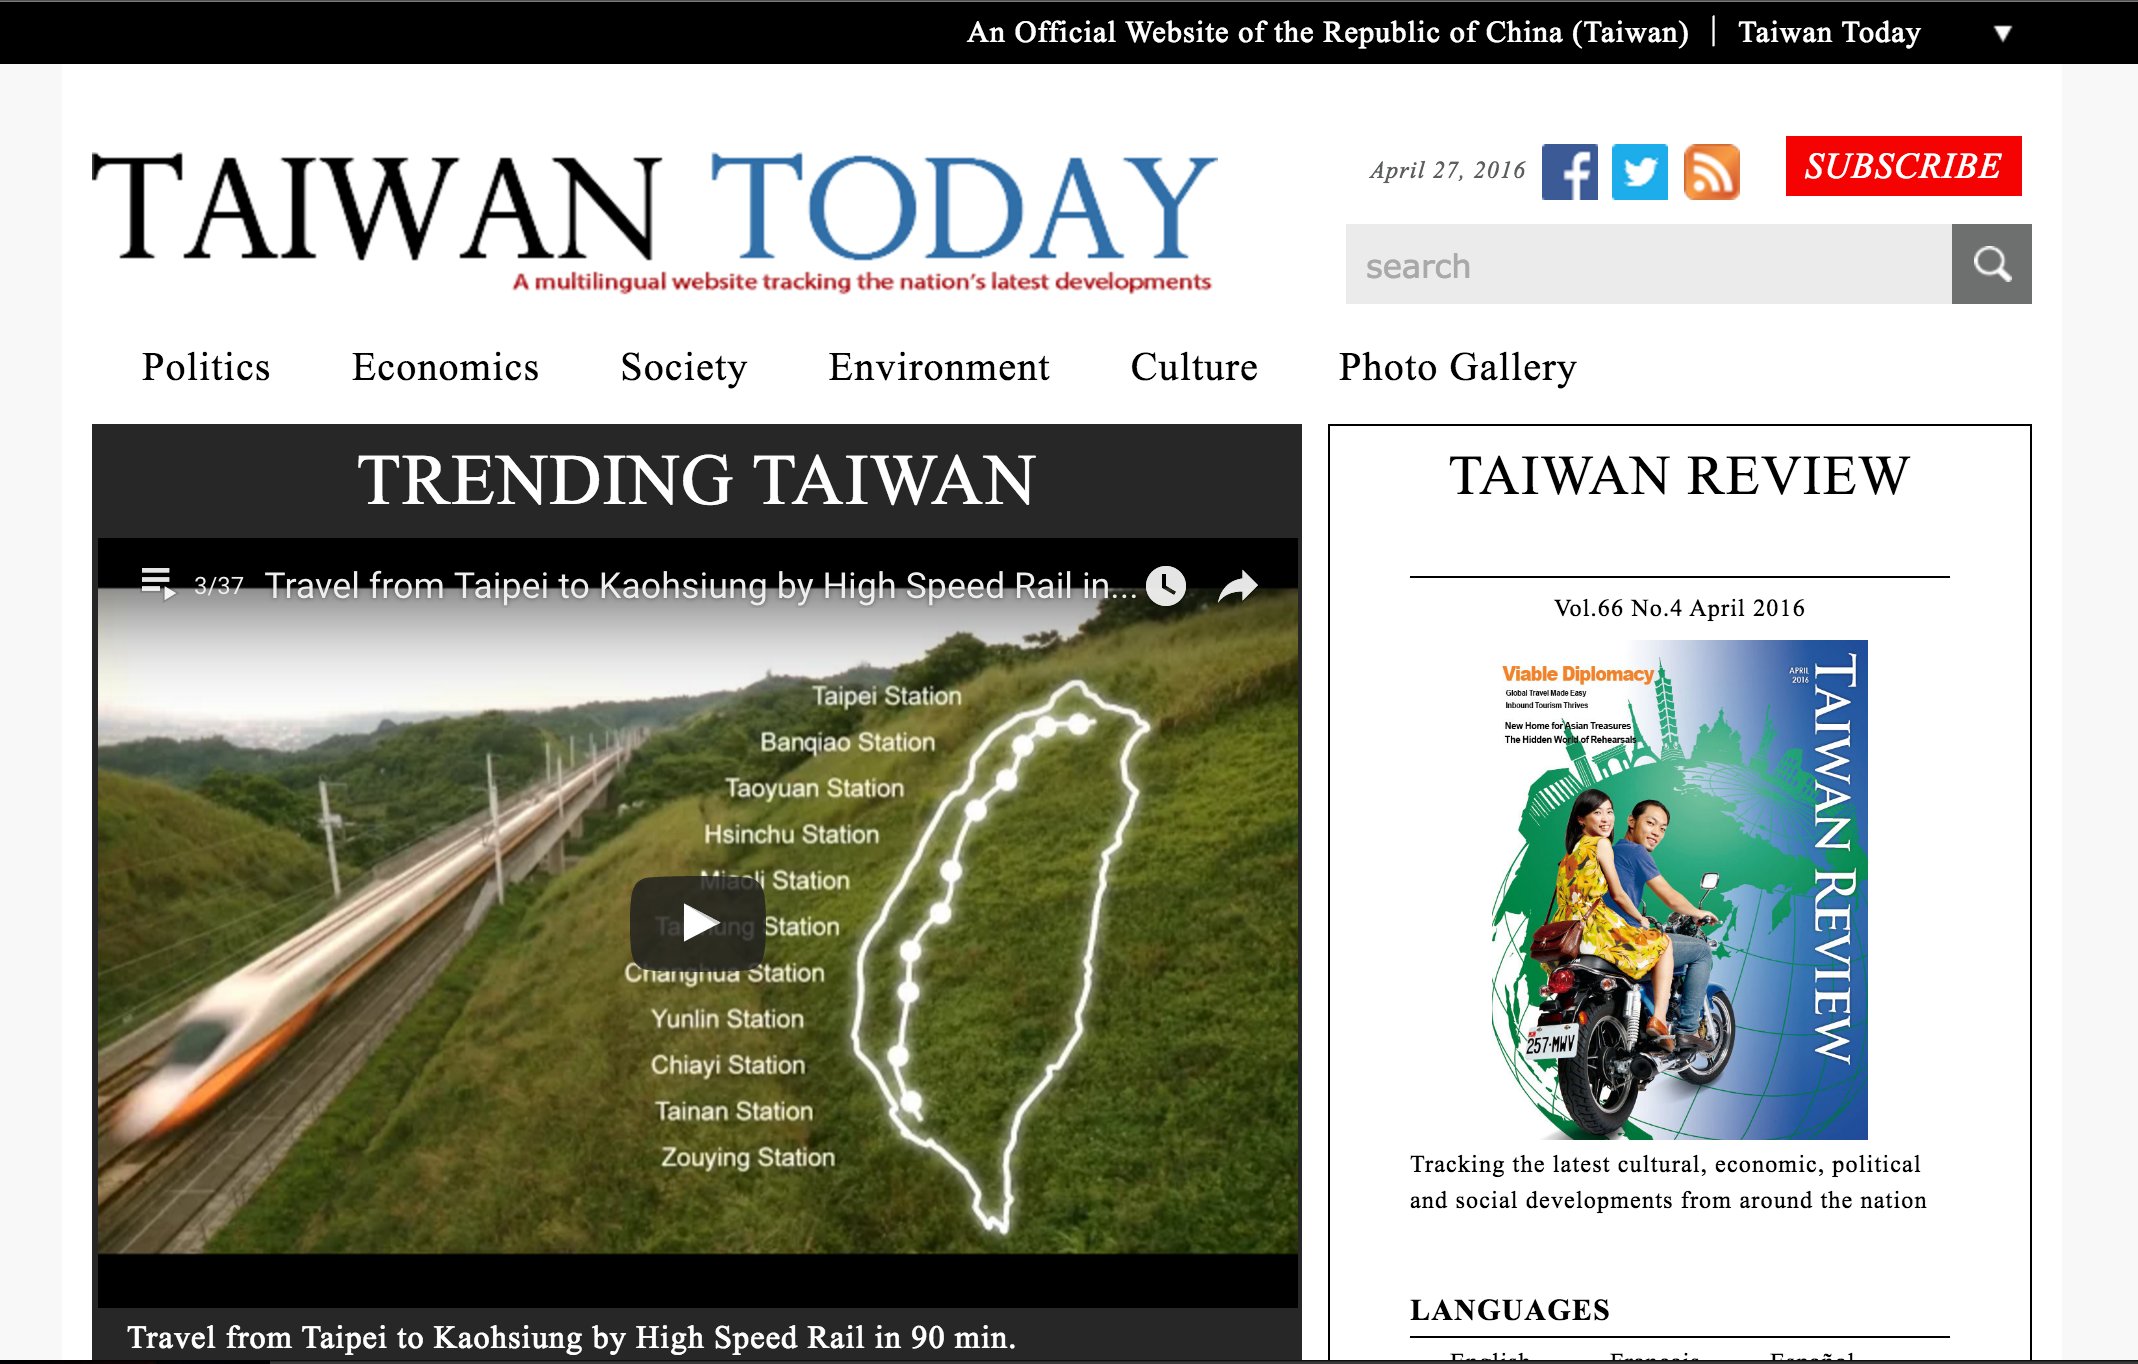 An Official Website of the Republic of China (Taiwan) | Taiwan Today ▼
TAIWAN TODAY
A multilingual website tracking the nation's latest developments
April 27, 2016
SUBSCRIBE
search
Politics Economics Society Environment Culture Photo Gallery
TRENDING TAIWAN
3/37 Travel from Taipei to Kaohsiung by High Speed Rail in...
Taipei Station
Banqiao Station
Taoyuan Station
Hsinchu Station
Miaoli Station
Taichung Station
Changhua Station
Yunlin Station
Chiayi Station
Tainan Station
Zouying Station
Travel from Taipei to Kaohsiung by High Speed Rail in 90 min.
TAIWAN REVIEW
Vol.66 No.4 April 2016
Viable Diplomacy
Global Travel Made Easy
Inbound Tourism Thrives
New Home for Asian Treasures
The Hidden World of Rehearsals
APRIL
2016
TAIWAN REVIEW
257-MWV
Tracking the latest cultural, economic, political
and social developments from around the nation
LANGUAGES
English Français Español